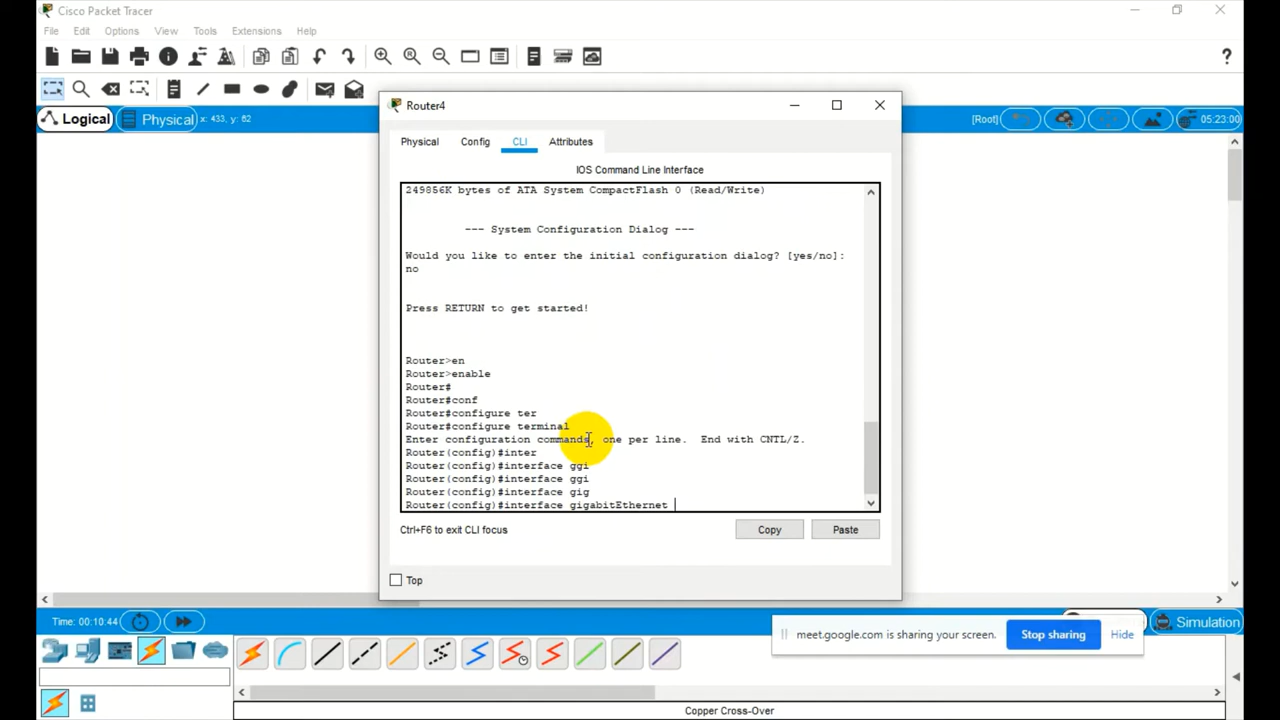 Cisco Packet Tracer
File Edit Options View Tools Extensions Help
Logical Physical x: 433, y: 62 [Root] 05:23:00
Router4
Physical Config CLI Attributes
IOS Command Line Interface
249856K bytes of ATA System CompactFlash 0 (Read/Write)
--- System Configuration Dialog ---
Would you like to enter the initial configuration dialog? [yes/no]:
no
Press RETURN to get started!
Router>en
Router>enable
Router#
Router#conf
Router#configure ter
Router#configure terminal
Enter configuration commands, one per line.  End with CNTL/Z.
Router(config)#inter
Router(config)#interface ggi
Router(config)#interface ggi
Router(config)#interface gig
Router(config)#interface gigabitEthernet
Ctrl+F6 to exit CLI focus
Copy Paste
Top
Time: 00:10:44
Simulation
meet.google.com is sharing your screen. Stop sharing Hide
Copper Cross-Over